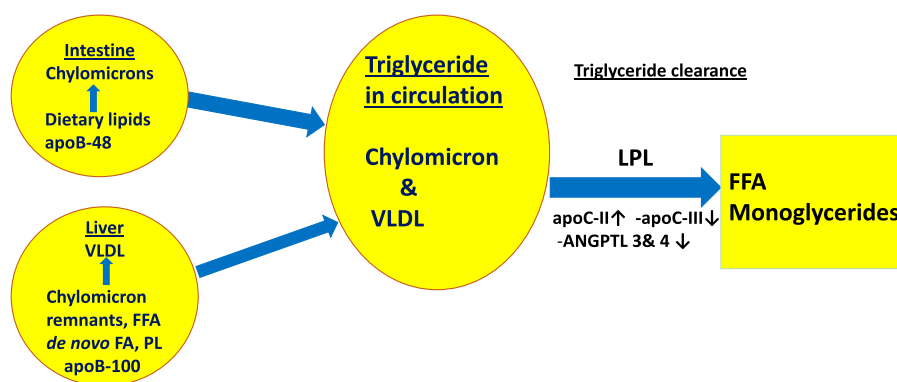 Intestine
Chylomicrons
Dietary lipids
apoB-48
Liver
VLDL
Chylomicron
remnants, FFA
de novo FA, PL
apoB-100
Triglyceride
in circulation
Chylomicron
&
VLDL
Triglyceride clearance
LPL
apoC-II↑ -apoC-III↓
-ANGPTL 3& 4 ↓
FFA
Monoglycerides